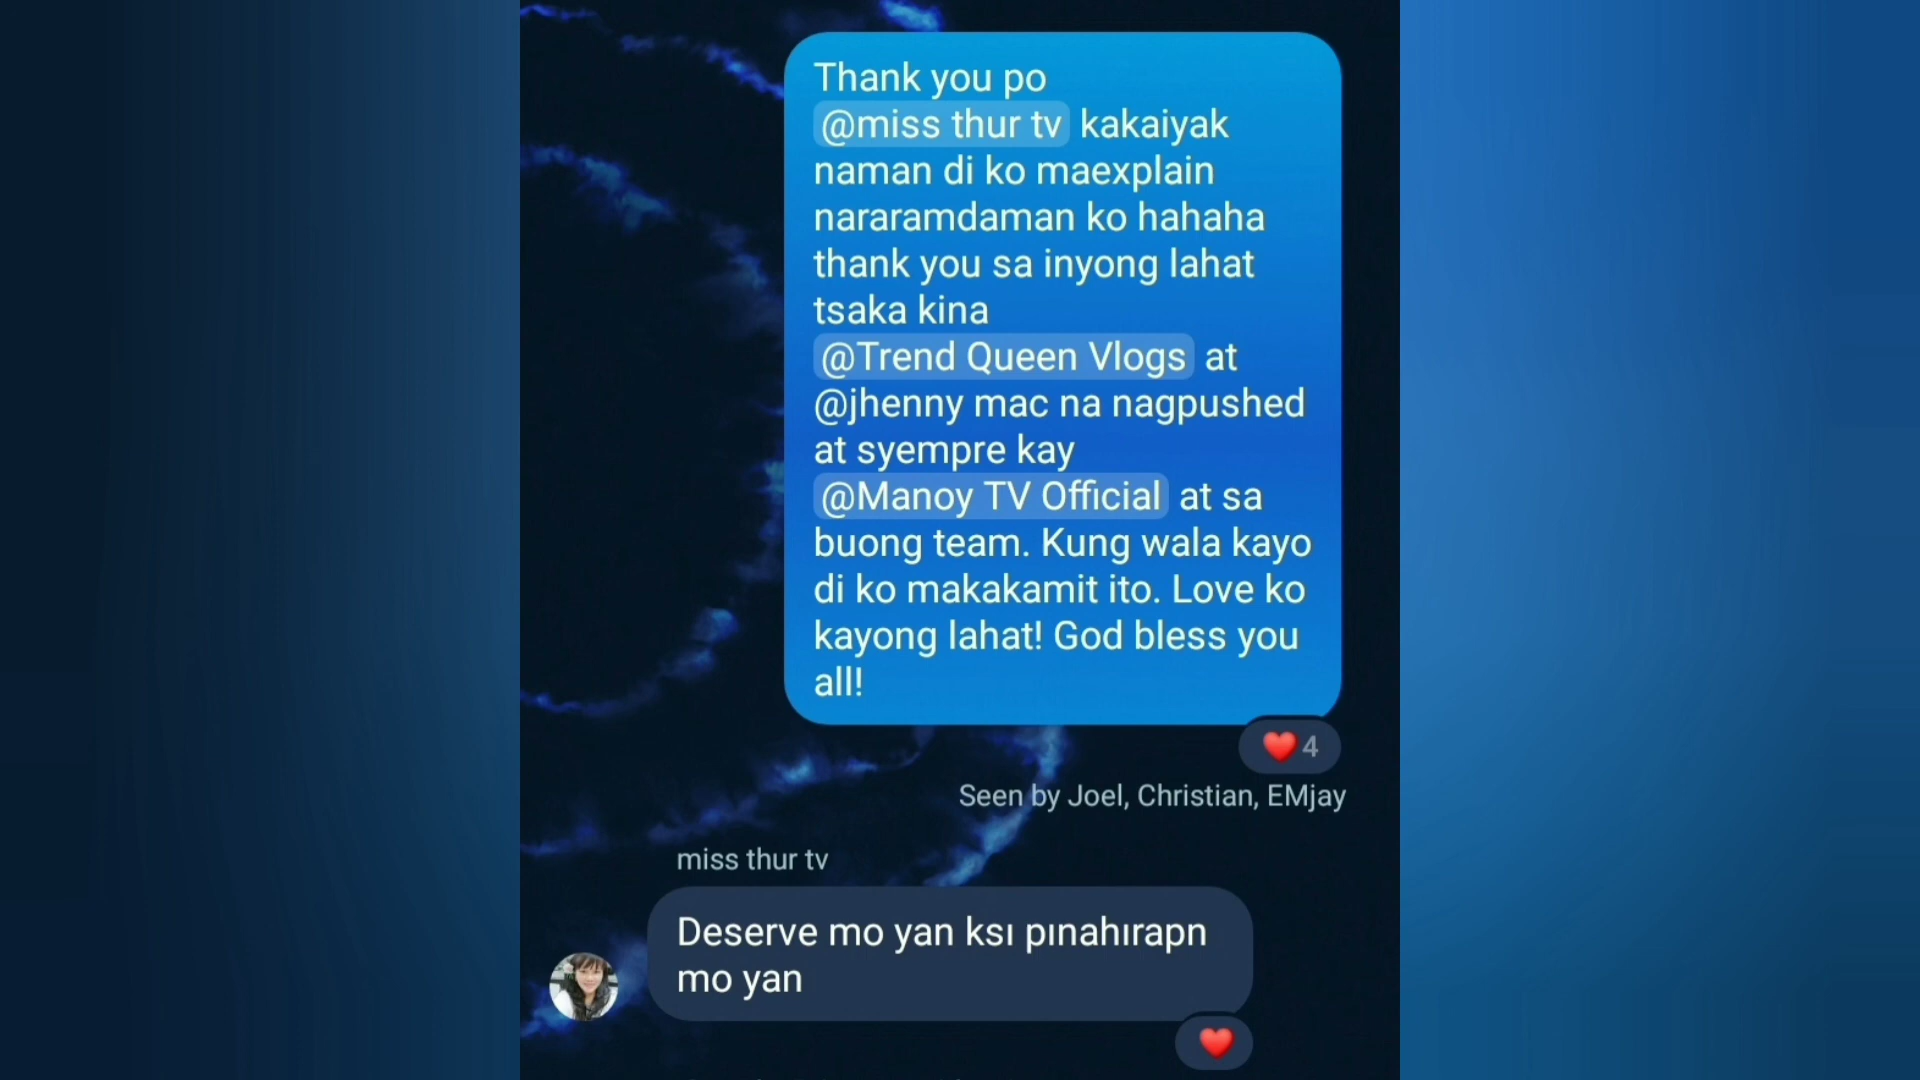 Thank you po
@miss thur tv kakaiyak
naman di ko maexplain
nararamdaman ko hahaha
thank you sa inyong lahat
tsaka kina
@Trend Queen Vlogs at
@jhenny mac na nagpushed
at syempre kay
@Manoy TV Official at sa
buong team. Kung wala kayo
di ko makakamit ito. Love ko
kayong lahat! God bless you
all!
❤️ 4
Seen by Joel, Christian, EMjay
miss thur tv
Deserve mo yan ksı pınahırapn
mo yan
❤️